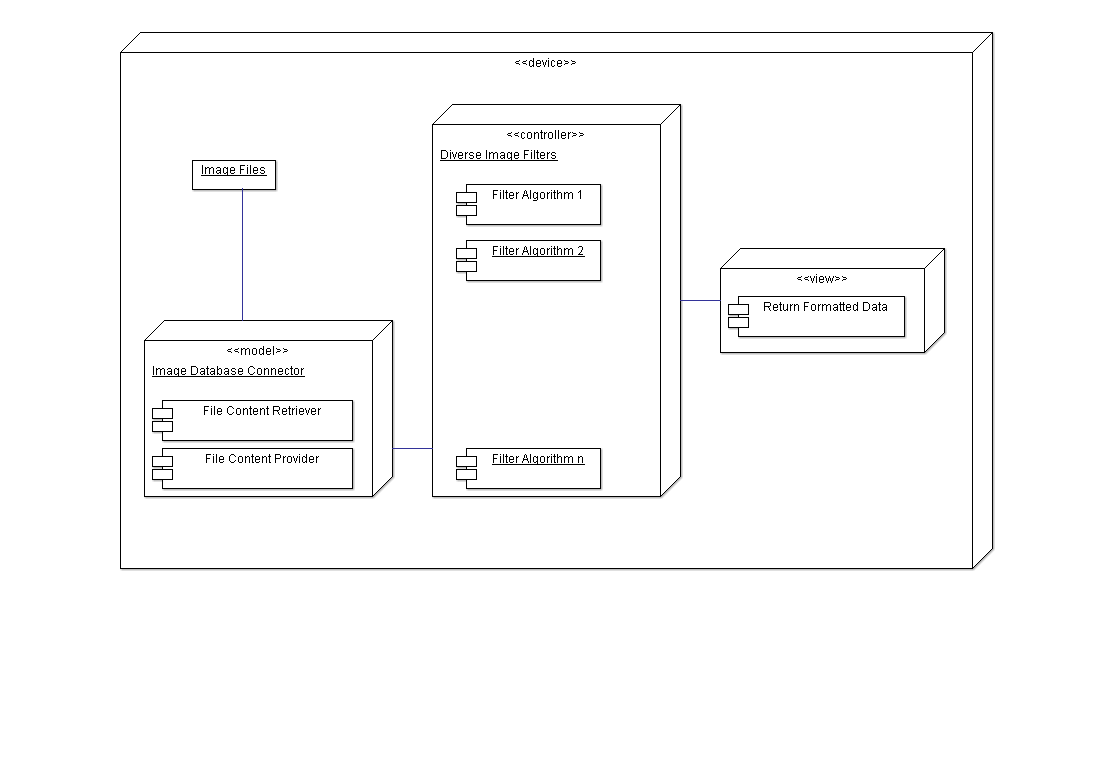 <<device>>
Image Files
<<model>>
Image Database Connector
File Content Retriever
File Content Provider
<<controller>>
Diverse Image Filters
Filter Algorithm 1
Filter Algorithm 2
Filter Algorithm n
<<view>>
Return Formatted Data